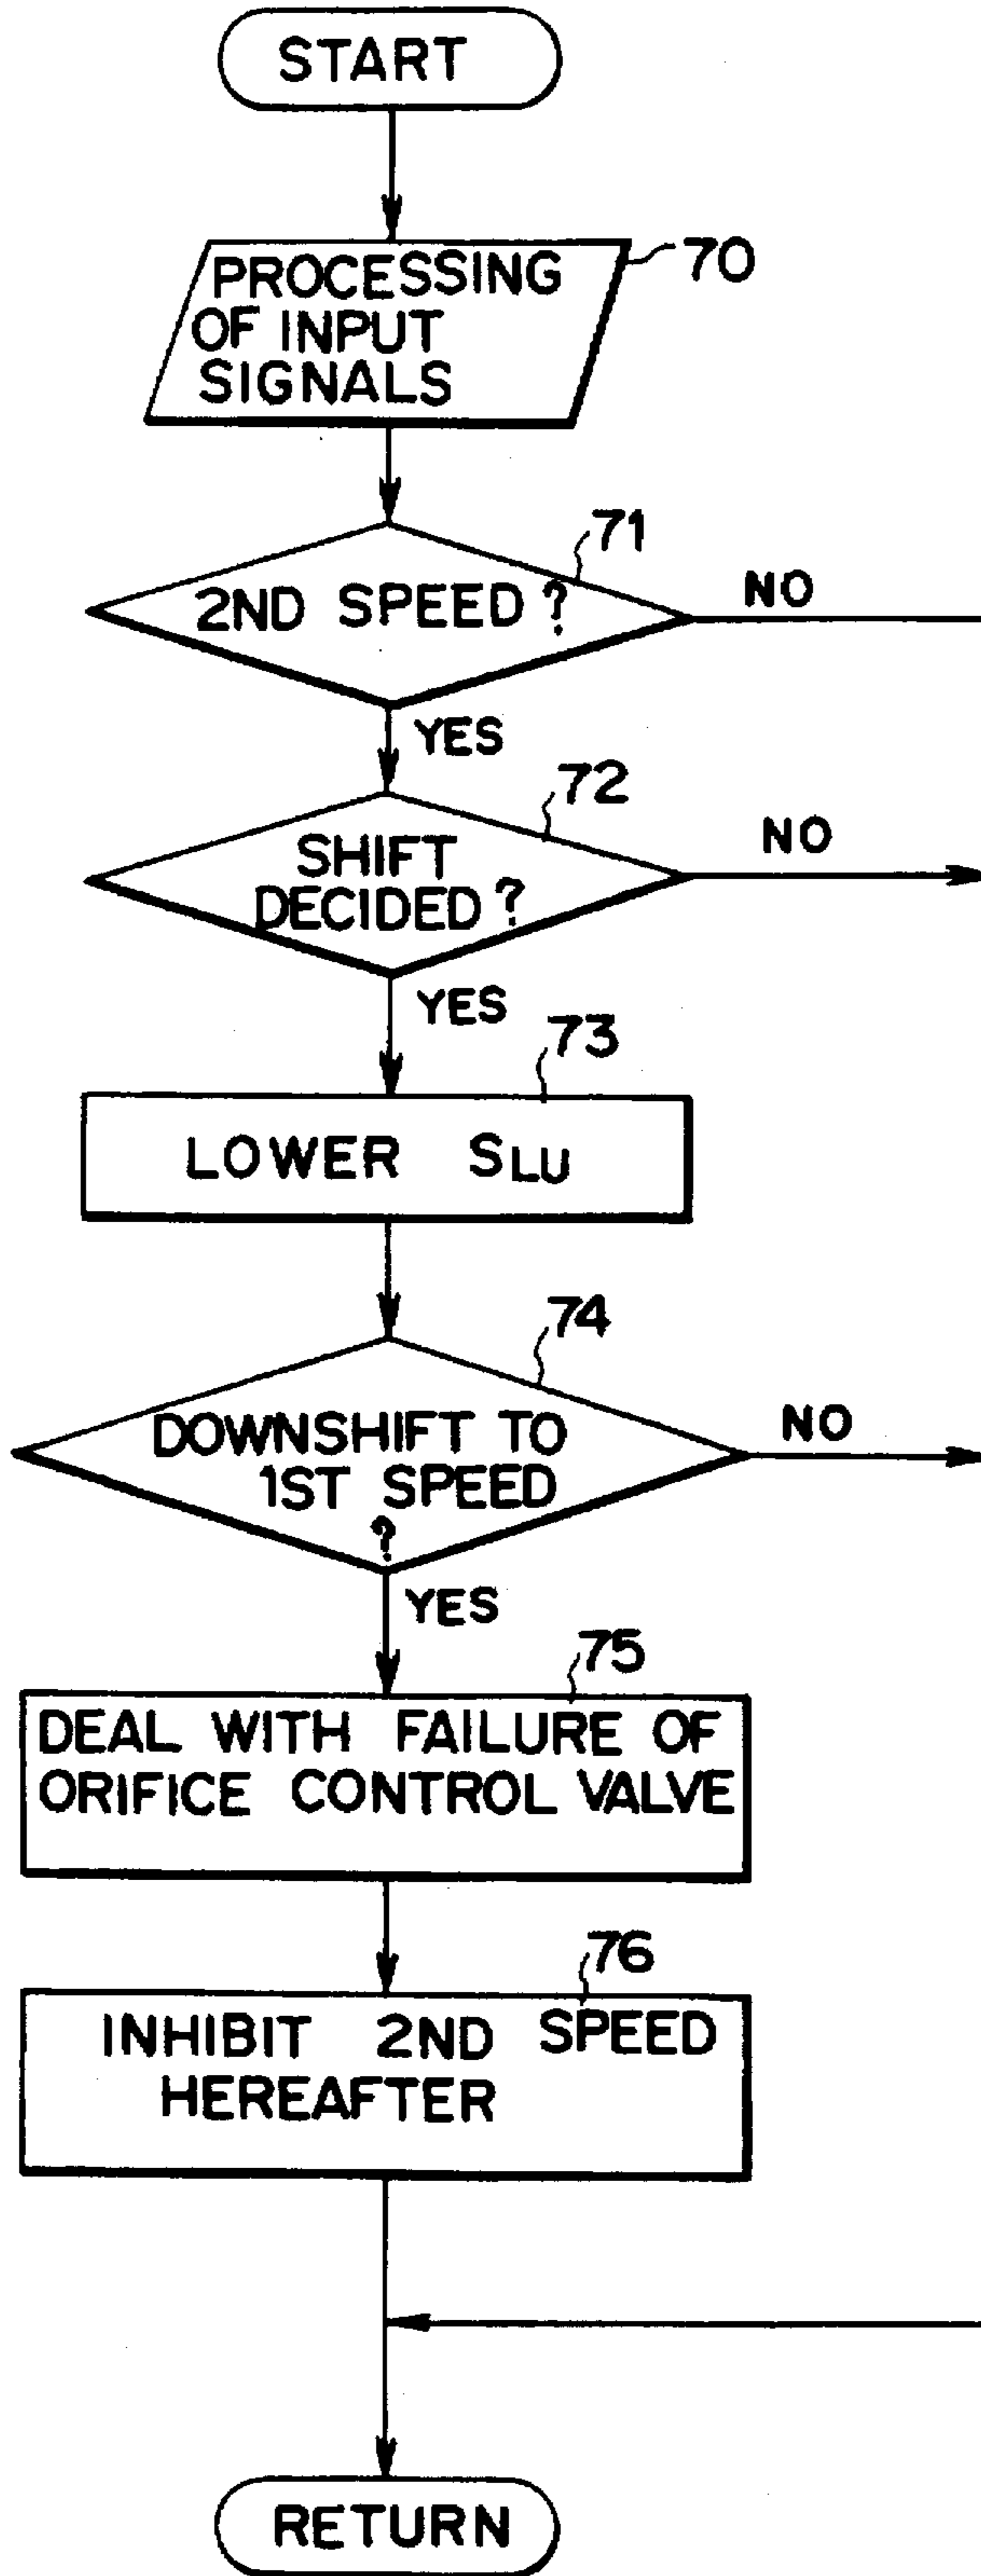 START
70
PROCESSING
OF INPUT
SIGNALS
71
2ND SPEED?
NO
YES
72
SHIFT
DECIDED?
NO
YES
73
LOWER SLU
74
DOWNSHIFT TO
1ST SPEED
?
NO
YES
75
DEAL WITH FAILURE OF
ORIFICE CONTROL VALVE
76
INHIBIT 2ND SPEED
HEREAFTER
RETURN